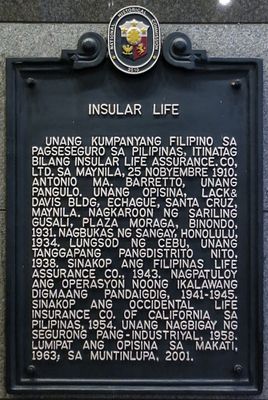 INSULAR LIFE
UNANG KUMPANYANG FILIPINO SA
PAGSESEGURO SA PILIPINAS. ITINATAG
BILANG INSULAR LIFE ASSURANCE. CO.
LTD. SA MAYNILA, 25 NOBYEMBRE 1910.
ANTONIO MA. BARRETTO, UNANG
PANGULO. UNANG OPISINA, LACK&
DAVIS BLDG, ECHAGUE, SANTA CRUZ,
MAYNILA. NAGKAROON NG SARILING
GUSALI, PLAZA MORAGA, BINONDO,
1931. NAGBUKAS NG SANGAY, HONOLULU,
1934. LUNGSOD NG CEBU, UNANG
TANGGAPANG PANGDISTRITO NITO,
1938. SINAKOP ANG FILIPINAS LIFE
ASSURANCE CO., 1943. NAGPATULOY
ANG OPERASYON NOONG IKALAWANG
DIGMAANG PANDAIGDIG, 1941-1945.
SINAKOP ANG OCCIDENTAL LIFE
INSURANCE CO. OF CALIFORNIA SA
PILIPINAS, 1954. UNANG NAGBIGAY NG
SEGURONG PANG-INDUSTRIYAL, 1958.
LUMIPAT ANG OPISINA SA MAKATI,
1963; SA MUNTINLUPA, 2001.